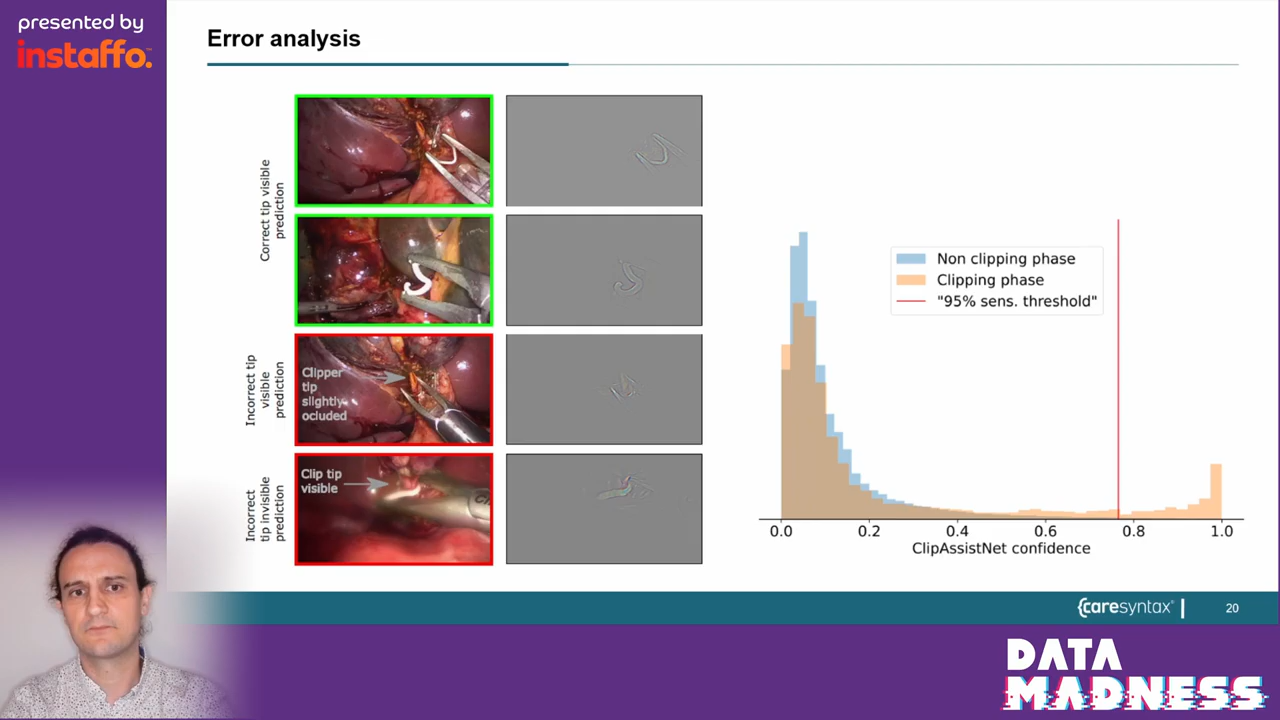 presented by
instaffo.
Error analysis
Correct tip visible
prediction
Incorrect tip
visible
prediction
Incorrect
tip invisible
prediction
Clipper
tip
slightly
ocluded
Clip tip
visible
Non clipping phase
Clipping phase
"95% sens. threshold"
0.0 0.2 0.4 0.6 0.8 1.0
ClipAssistNet confidence
{caresyntax®
20
DATA
MADNESS